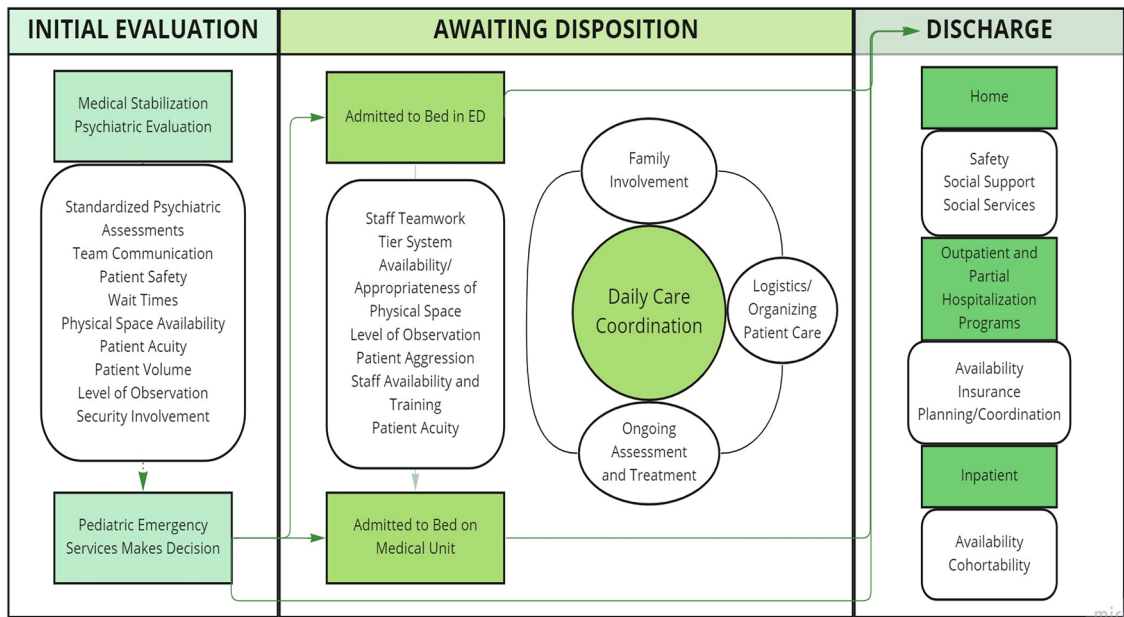 INITIAL EVALUATION
Medical Stabilization
Psychiatric Evaluation
Standardized Psychiatric
Assessments
Team Communication
Patient Safety
Wait Times
Physical Space Availability
Patient Acuity
Patient Volume
Level of Observation
Security Involvement
Pediatric Emergency
Services Makes Decision
AWAITING DISPOSITION
Admitted to Bed in ED
Staff Teamwork
Tier System
Availability/
Appropriateness of
Physical Space
Level of Observation
Patient Aggression
Staff Availability and
Training
Patient Acuity
Admitted to Bed on
Medical Unit
Family
Involvement
Daily Care
Coordination
Logistics/
Organizing
Patient Care
Ongoing
Assessment
and Treatment
DISCHARGE
Home
Safety
Social Support
Social Services
Outpatient and
Partial
Hospitalization
Programs
Availability
Insurance
Planning/Coordination
Inpatient
Availability
Cohortability